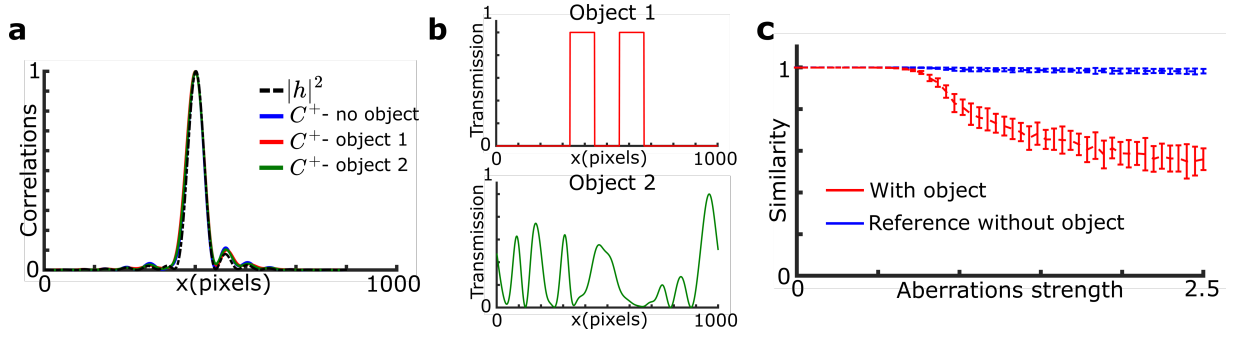 a
Correlations
1
0
0
x(pixels)
1000
|h|²
C⁺- no object
C⁺- object 1
C⁺- object 2
b
Object 1
Transmission
1
0
0
x(pixels)
1000
Object 2
Transmission
1
0
0
x(pixels)
1000
c
Similarity
1
0
0
Aberrations strength
2.5
With object
Reference without object